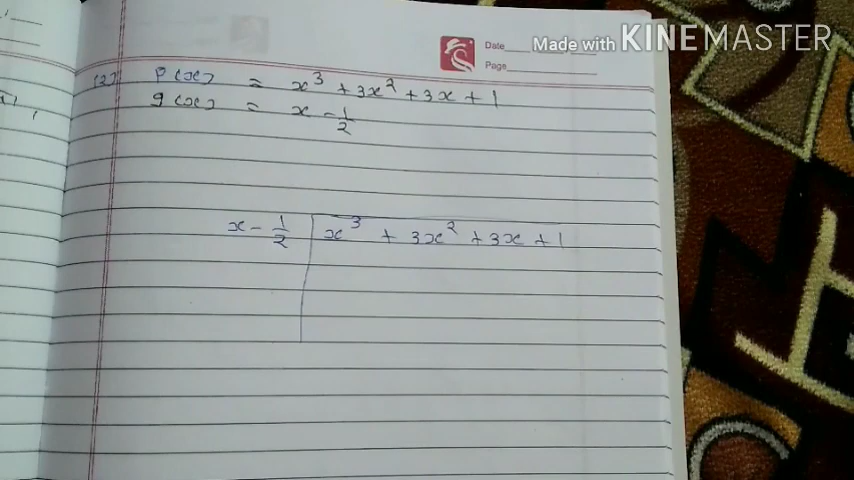 Made with KINEMASTER
Date
Page
(2) P(x) = x³ + 3x² + 3x + 1
g(x) = x - 1/2
x - 1/2 | x³ + 3x² + 3x + 1